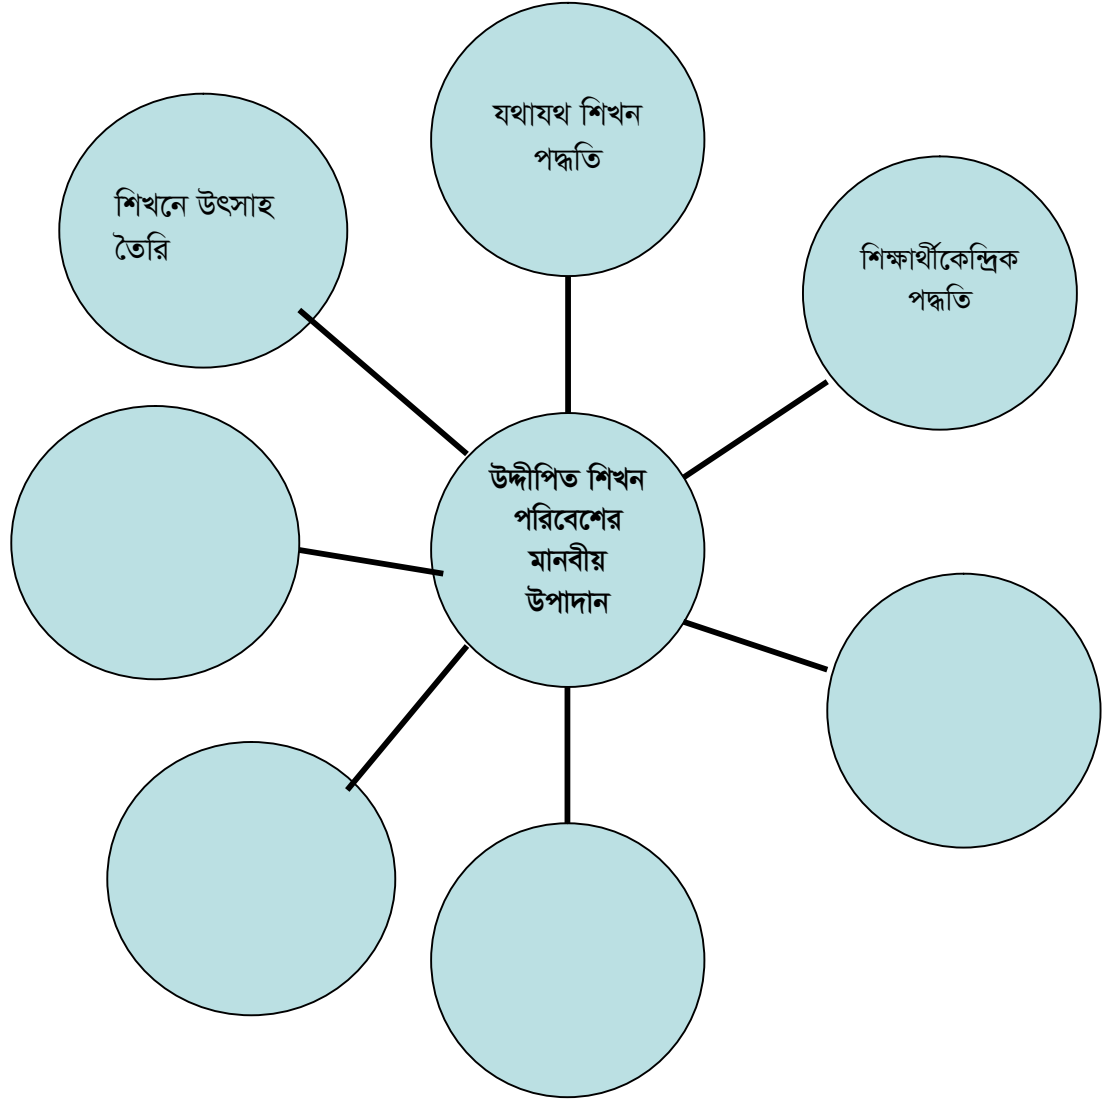 যথাযথ শিখন
পদ্ধতি
শিখনে উৎসাহ
তৈরি
শিক্ষার্থীকেন্দ্রিক
পদ্ধতি
উদ্দীপিত শিখন
পরিবেশের
মানবীয়
উপাদান